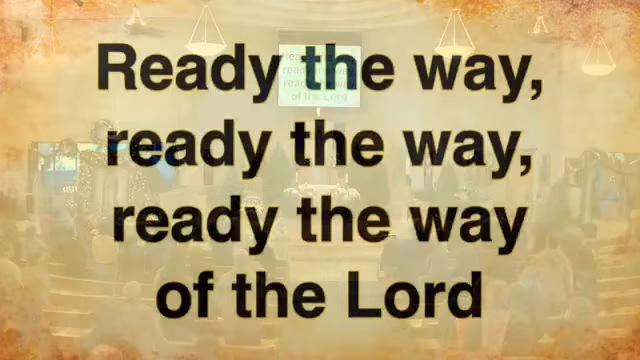 Ready the way,
ready the way,
ready the way
of the Lord